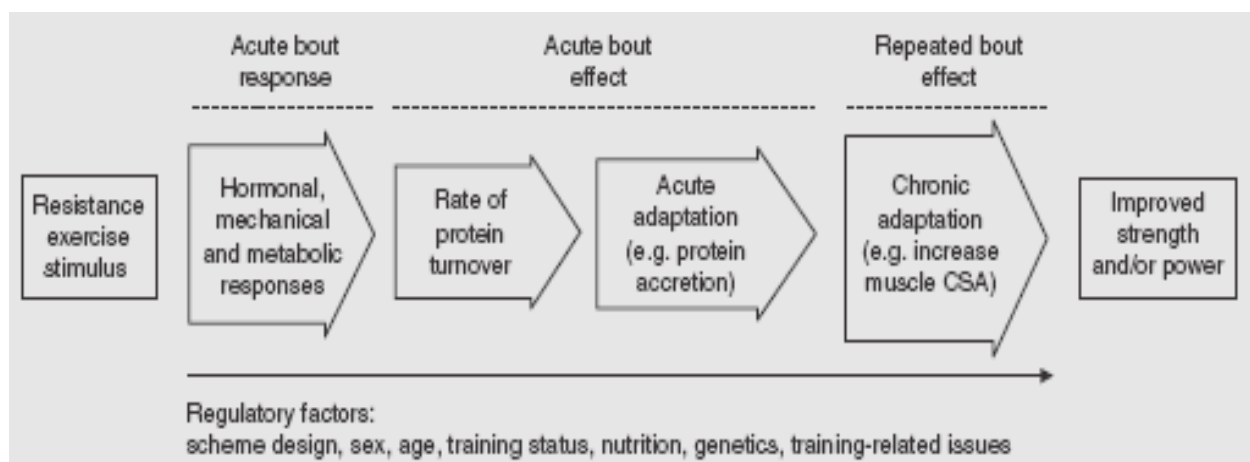 Acute bout
response
Acute bout
effect
Repeated bout
effect
Resistance
exercise
stimulus
Hormonal,
mechanical
and metabolic
responses
Rate of
protein
turnover
Acute
adaptation
(e.g. protein
accretion)
Chronic
adaptation
(e.g. increase
muscle CSA)
Improved
strength
and/or power
Regulatory factors:
scheme design, sex, age, training status, nutrition, genetics, training-related issues